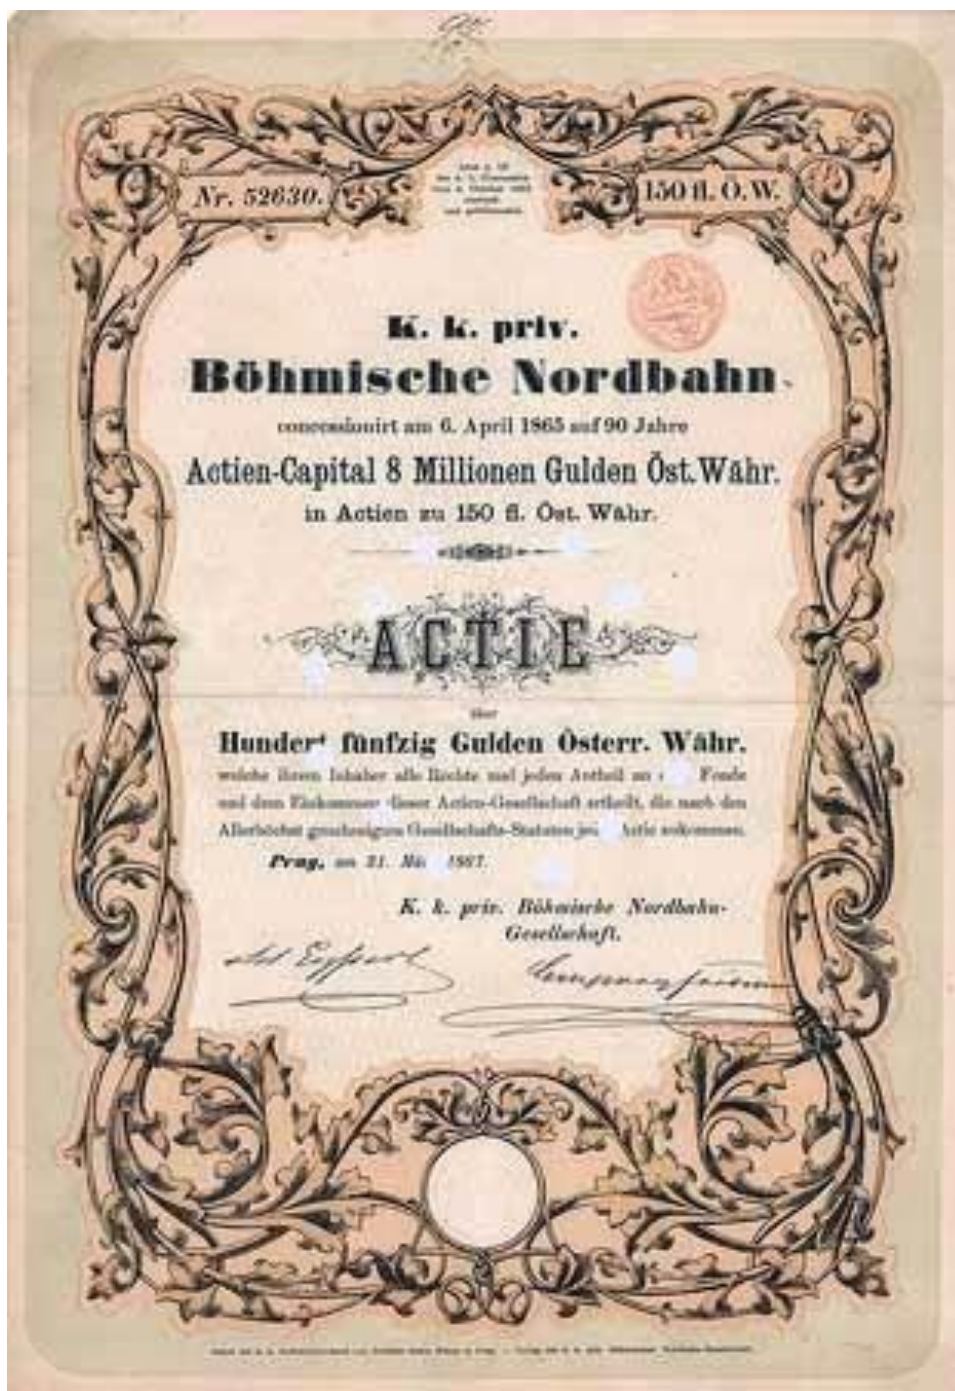 Nr. 52630.
150 fl. O. W.
K. k. priv.
Böhmische Nordbahn
concessionirt am 6. April 1865 auf 90 Jahre
Actien-Capital 8 Millionen Gulden Öst. Währ.
in Actien zu 150 fl. Öst. Währ.
ACTIE
über
Hundert fünfzig Gulden Österr. Währ.
welche ihrem Inhaber alle Rechte und jeden Antheil an Fonde
und dem Einkommen dieser Actien-Gesellschaft ertheilt, die nach den
Allerhöchst genehmigten Gesellschafts-Statuten Actie zukommen.
Prag, am 31. 1867.
K. k. priv. Böhmische Nordbahn-
Gesellschaft.